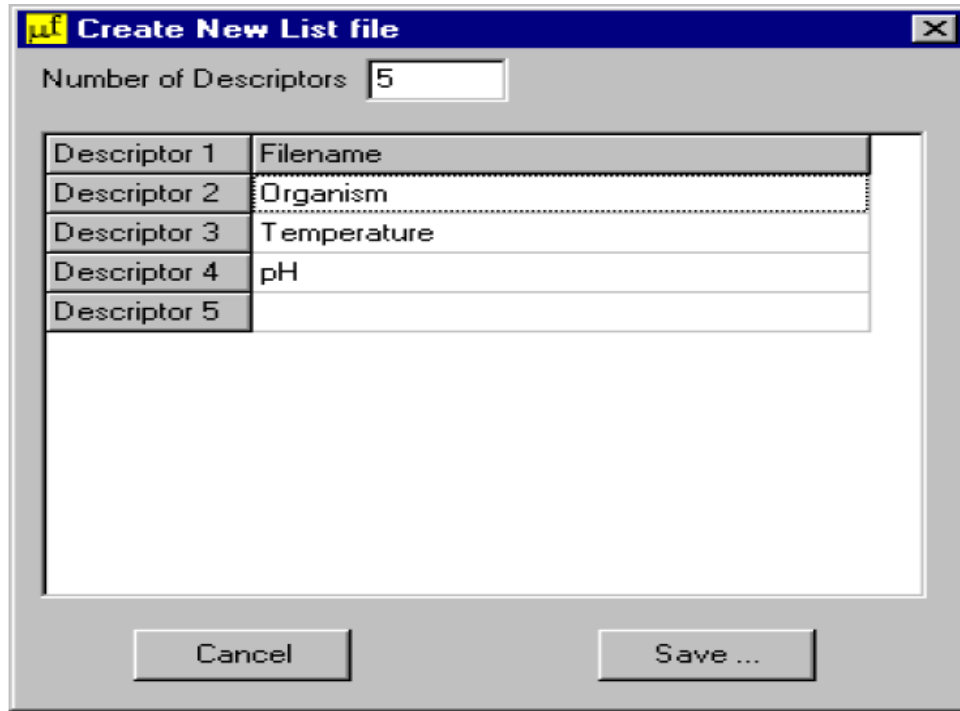 μf Create New List file
Number of Descriptors 5
Descriptor 1 Filename
Descriptor 2 Organism
Descriptor 3 Temperature
Descriptor 4 pH
Descriptor 5
Cancel Save ...